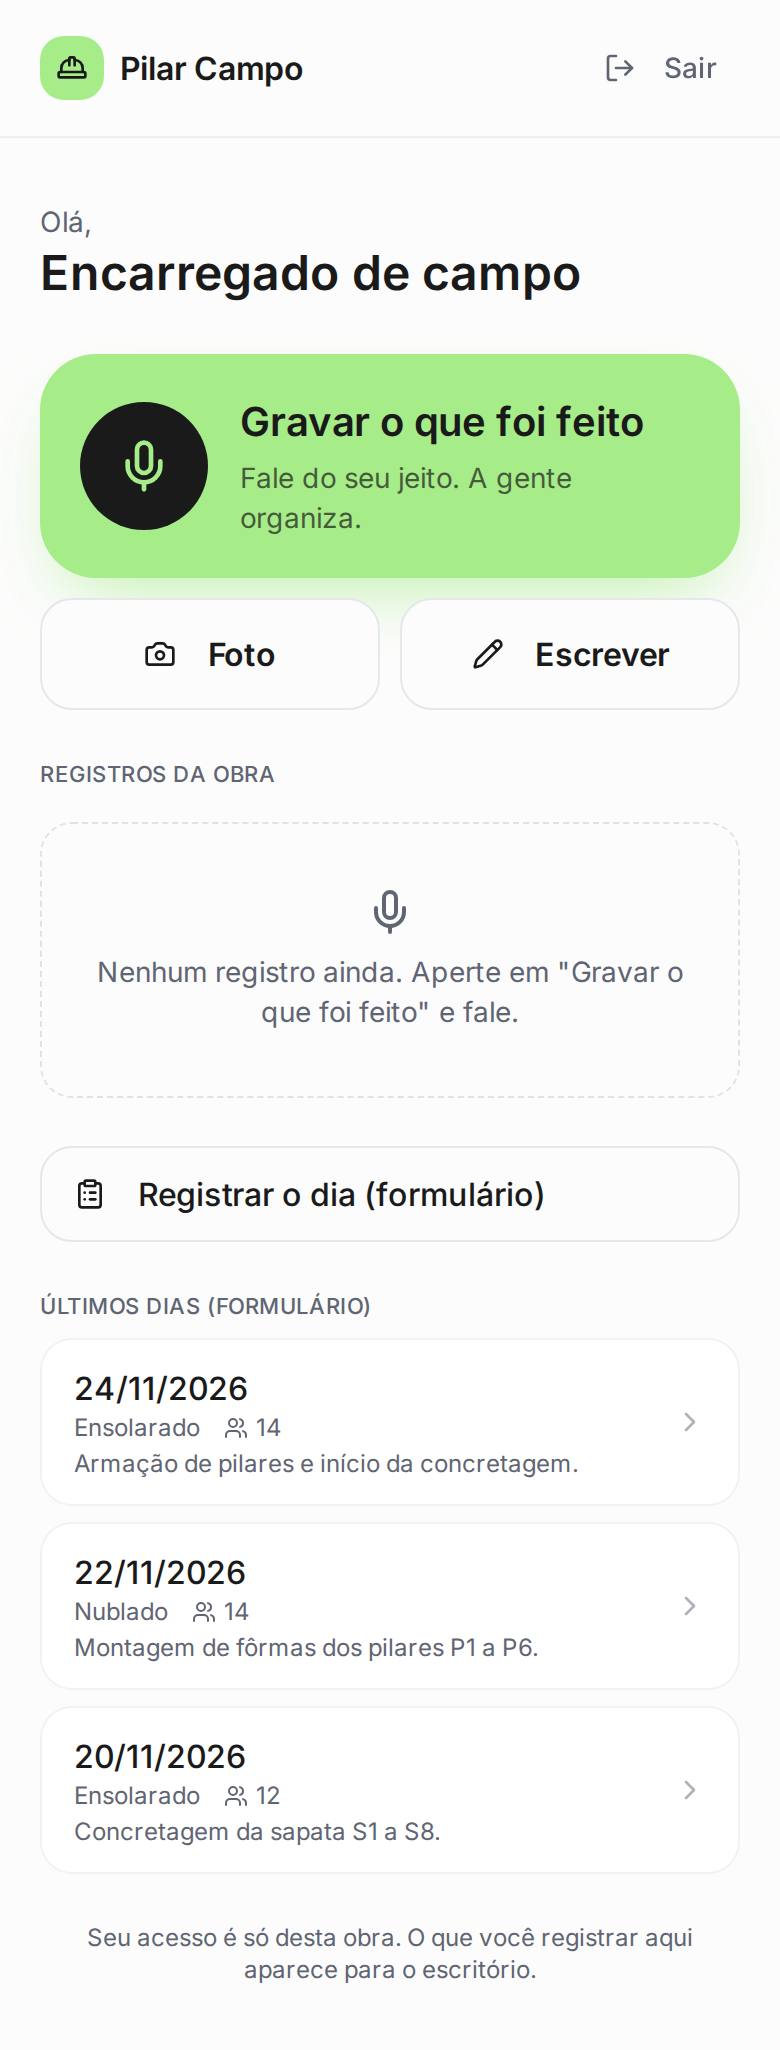 Pilar Campo
Sair
Olá,
Encarregado de campo
Gravar o que foi feito
Fale do seu jeito. A gente
organiza.
Foto
Escrever
REGISTROS DA OBRA
Nenhum registro ainda. Aperte em "Gravar o
que foi feito" e fale.
Registrar o dia (formulário)
ÚLTIMOS DIAS (FORMULÁRIO)
24/11/2026
Ensolarado 14
Armação de pilares e início da concretagem.
22/11/2026
Nublado 14
Montagem de fôrmas dos pilares P1 a P6.
20/11/2026
Ensolarado 12
Concretagem da sapata S1 a S8.
Seu acesso é só desta obra. O que você registrar aqui
aparece para o escritório.